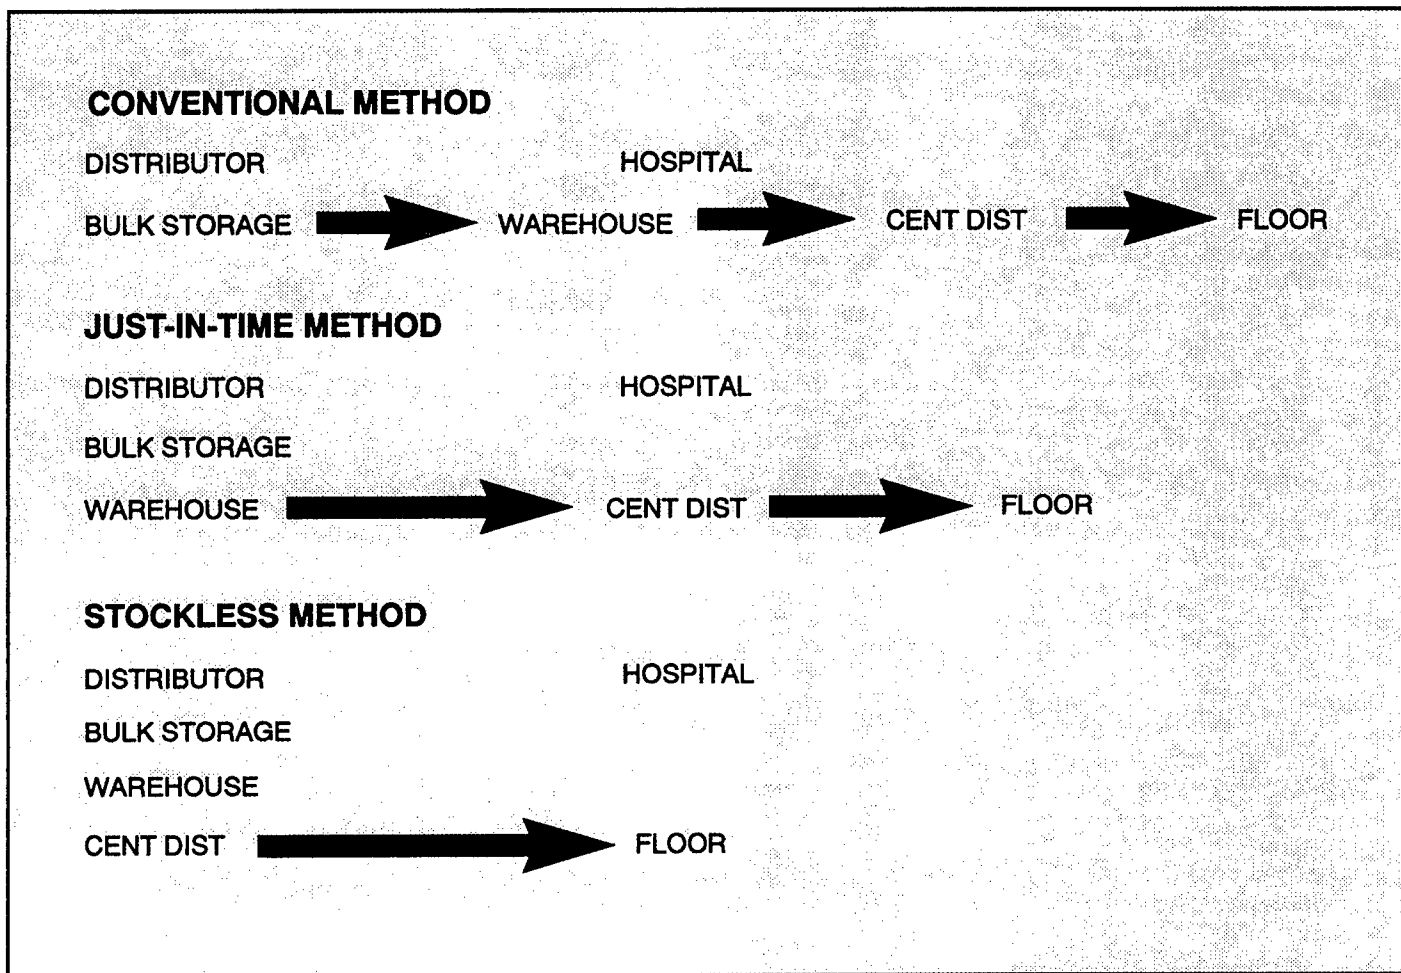 CONVENTIONAL METHOD
DISTRIBUTOR HOSPITAL
BULK STORAGE WAREHOUSE CENT DIST FLOOR
JUST-IN-TIME METHOD
DISTRIBUTOR HOSPITAL
BULK STORAGE
WAREHOUSE CENT DIST FLOOR
STOCKLESS METHOD
DISTRIBUTOR HOSPITAL
BULK STORAGE
WAREHOUSE
CENT DIST FLOOR